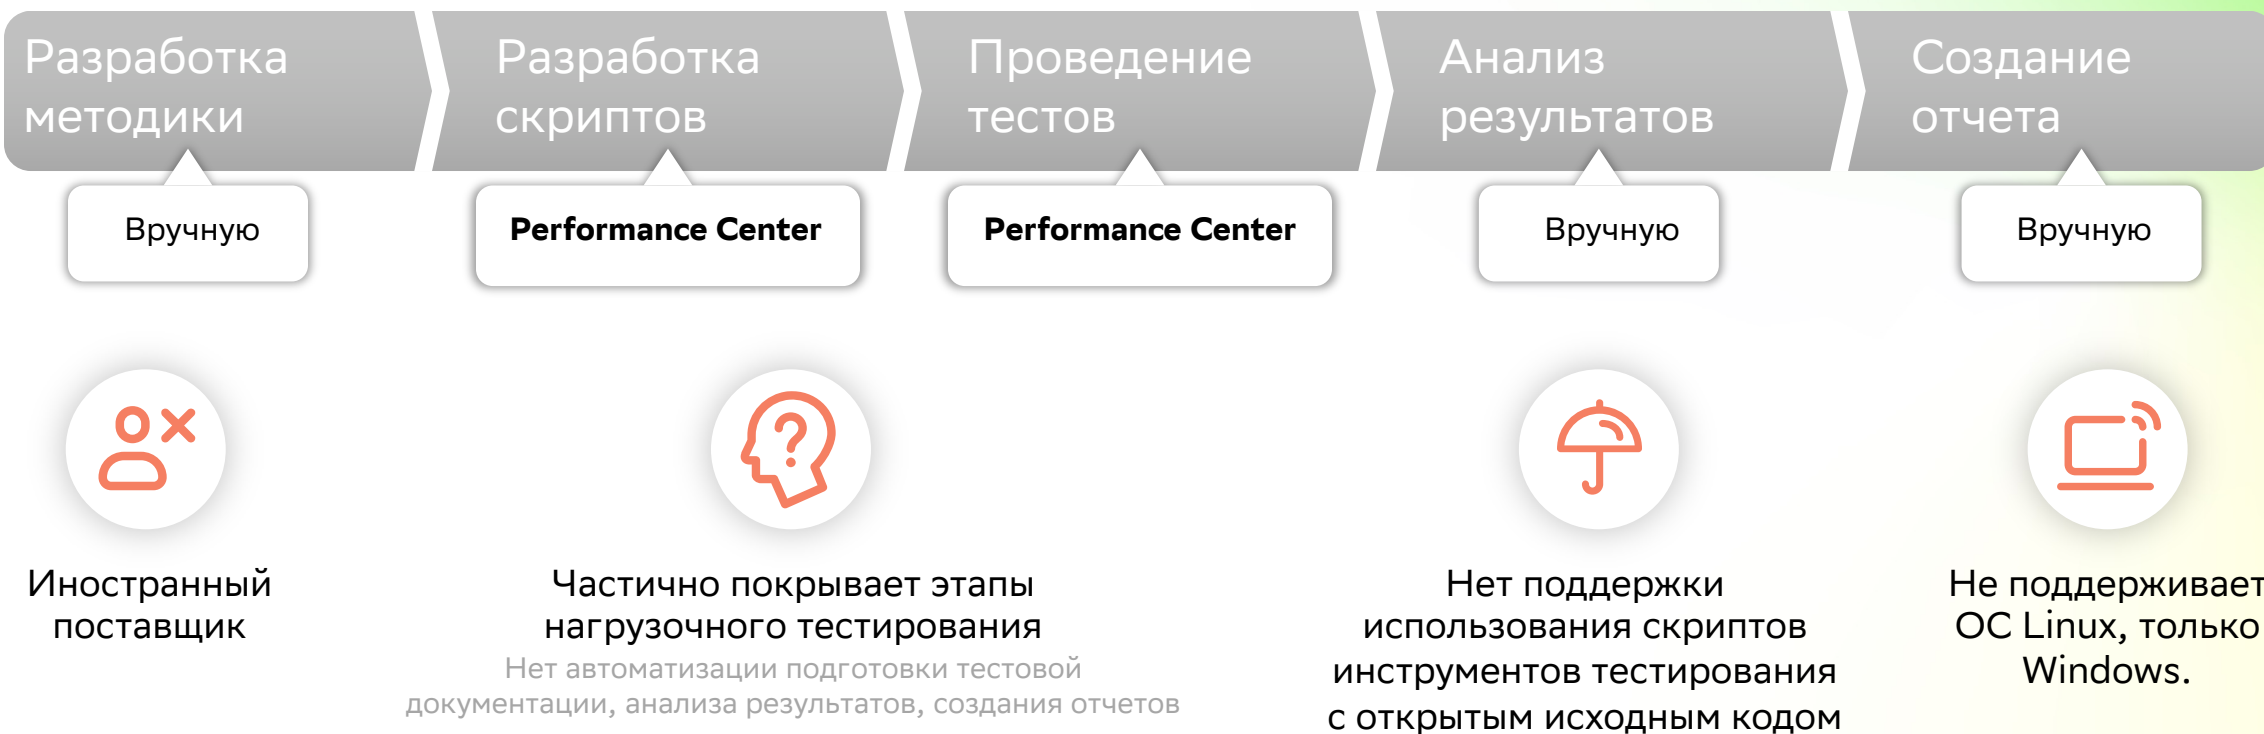 Разработка
методики
Разработка
скриптов
Проведение
тестов
Анализ
результатов
Создание
отчета
Вручную
Performance Center
Performance Center
Вручную
Вручную
Иностранный
поставщик
Частично покрывает этапы
нагрузочного тестирования
Нет автоматизации подготовки тестовой
документации, анализа результатов, создания отчетов
Нет поддержки
использования скриптов
инструментов тестирования
с открытым исходным кодом
Не поддерживает
ОС Linux, только
Windows.